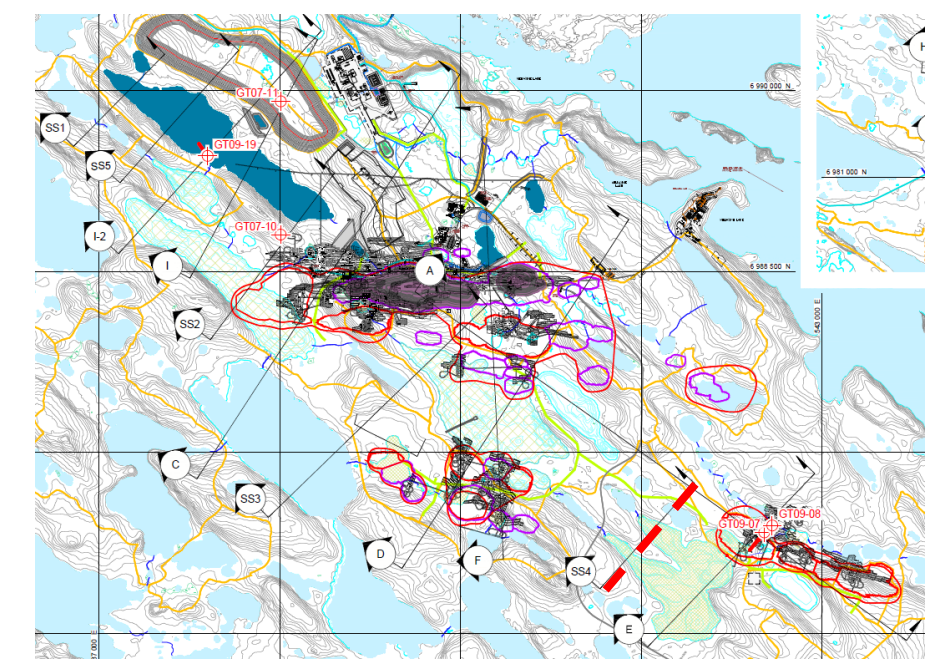 H
6 990 000 N
GT07-11
SS1
GT09-19
SS5
6 981 000 N
GT07-10
I-2
I
A
6 988 500 N
SS2
543 000 E
C
SS3
D
F
SS4
GT09-08
GT09-07
E